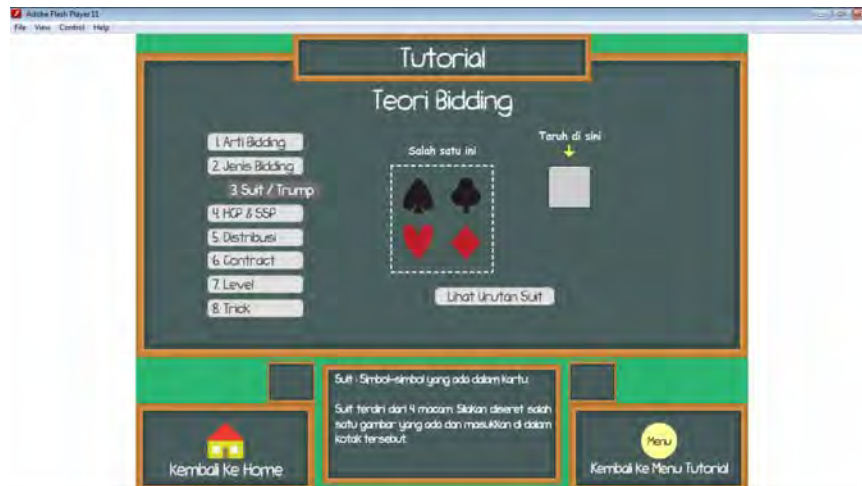 Adobe Flash Player 11
File View Control Help
Tutorial
Teori Bidding
1. Arti Bidding
2. Jenis Bidding
3. Suit / Trump
4. HCP & SSP
5. Distribusi
6. Contract
7. Level
8. Trick
Salah satu ini
Taruh di sini
Lihat Urutan Suit
Suit : Simbol-simbol yang ada dalam Kartu.
Suit terdiri dari 4 macam. Silakan diseret salah
satu gambar yang ada dan masukkan di dalam
kotak tersebut.
Kembali Ke Home
Menu
Kembali Ke Menu Tutorial